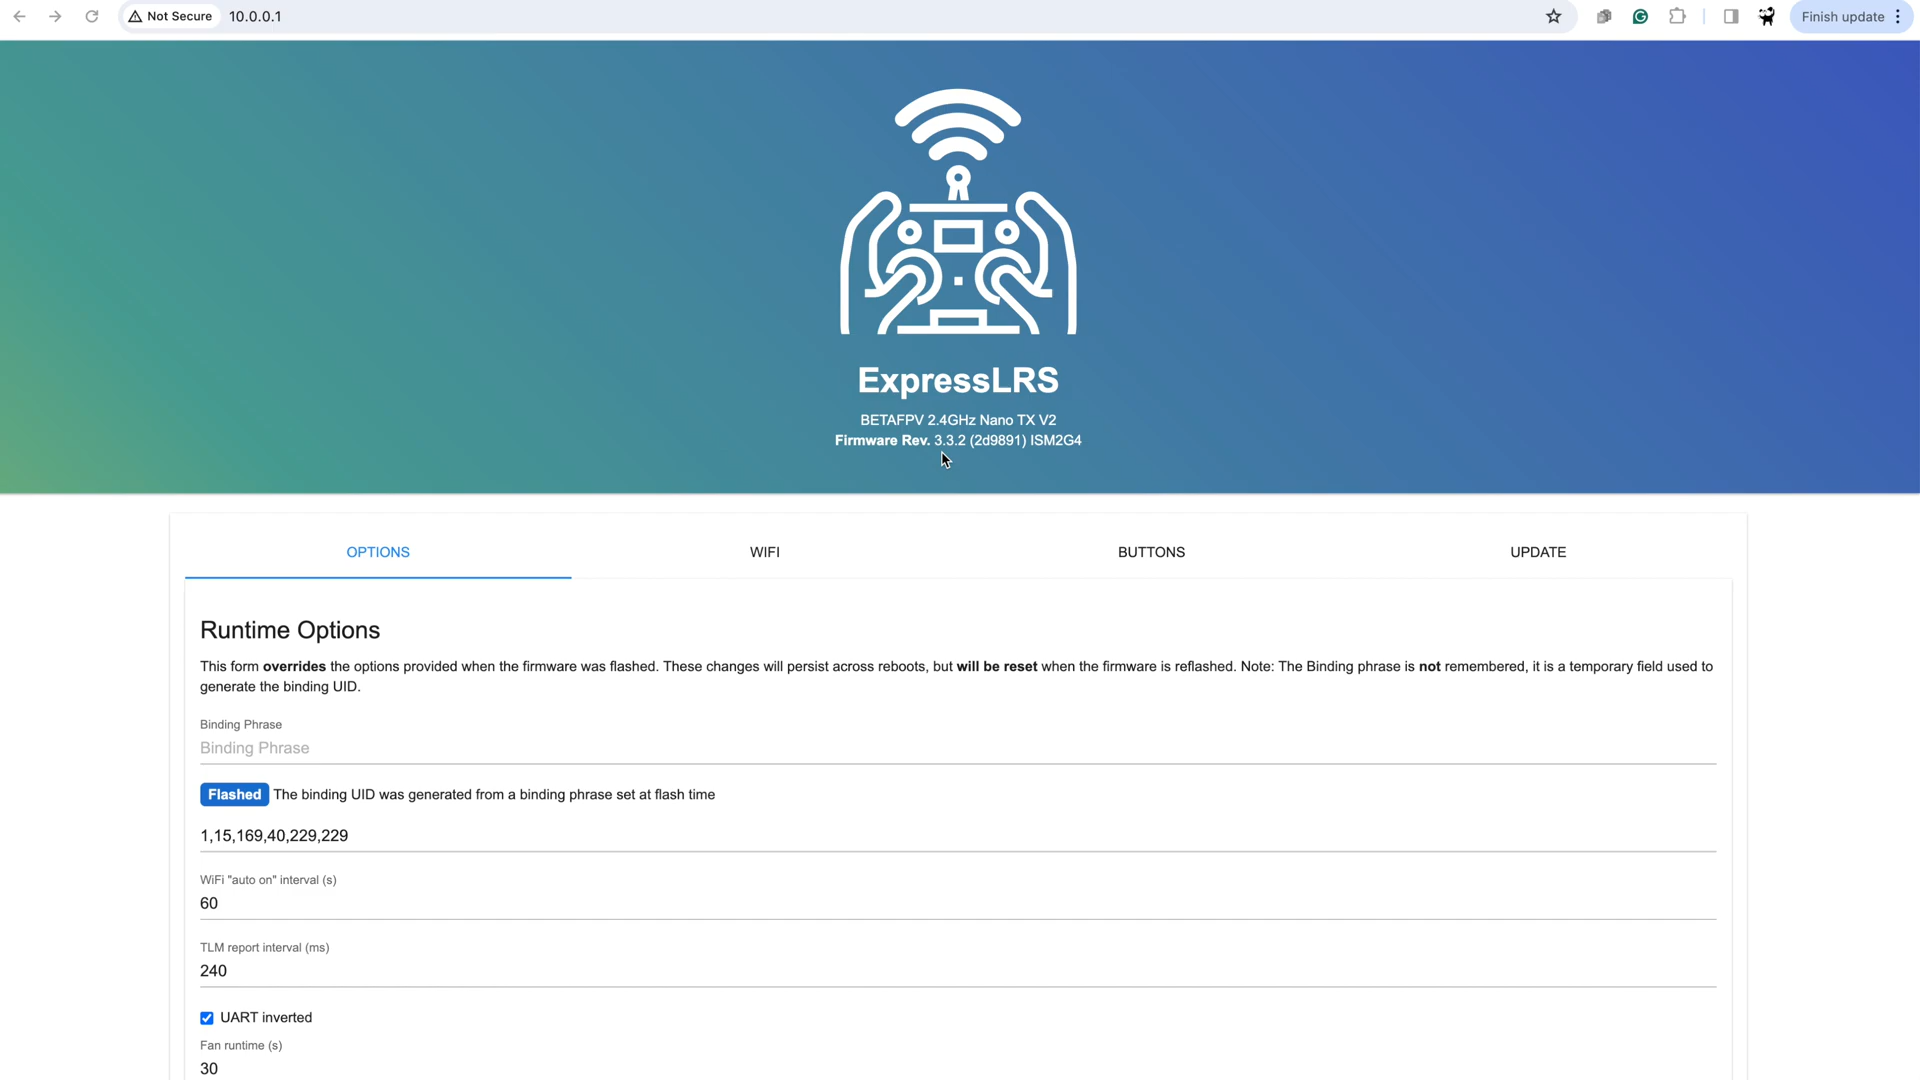 Not Secure 10.0.0.1 Finish update
ExpressLRS
BETAFPV 2.4GHz Nano TX V2
Firmware Rev. 3.3.2 (2d9891) ISM2G4
OPTIONS WIFI BUTTONS UPDATE
Runtime Options
This form overrides the options provided when the firmware was flashed. These changes will persist across reboots, but will be reset when the firmware is reflashed. Note: The Binding phrase is not remembered, it is a temporary field used to
generate the binding UID.
Binding Phrase
Binding Phrase
Flashed The binding UID was generated from a binding phrase set at flash time
1,15,169,40,229,229
WiFi "auto on" interval (s)
60
TLM report interval (ms)
240
UART inverted
Fan runtime (s)
30